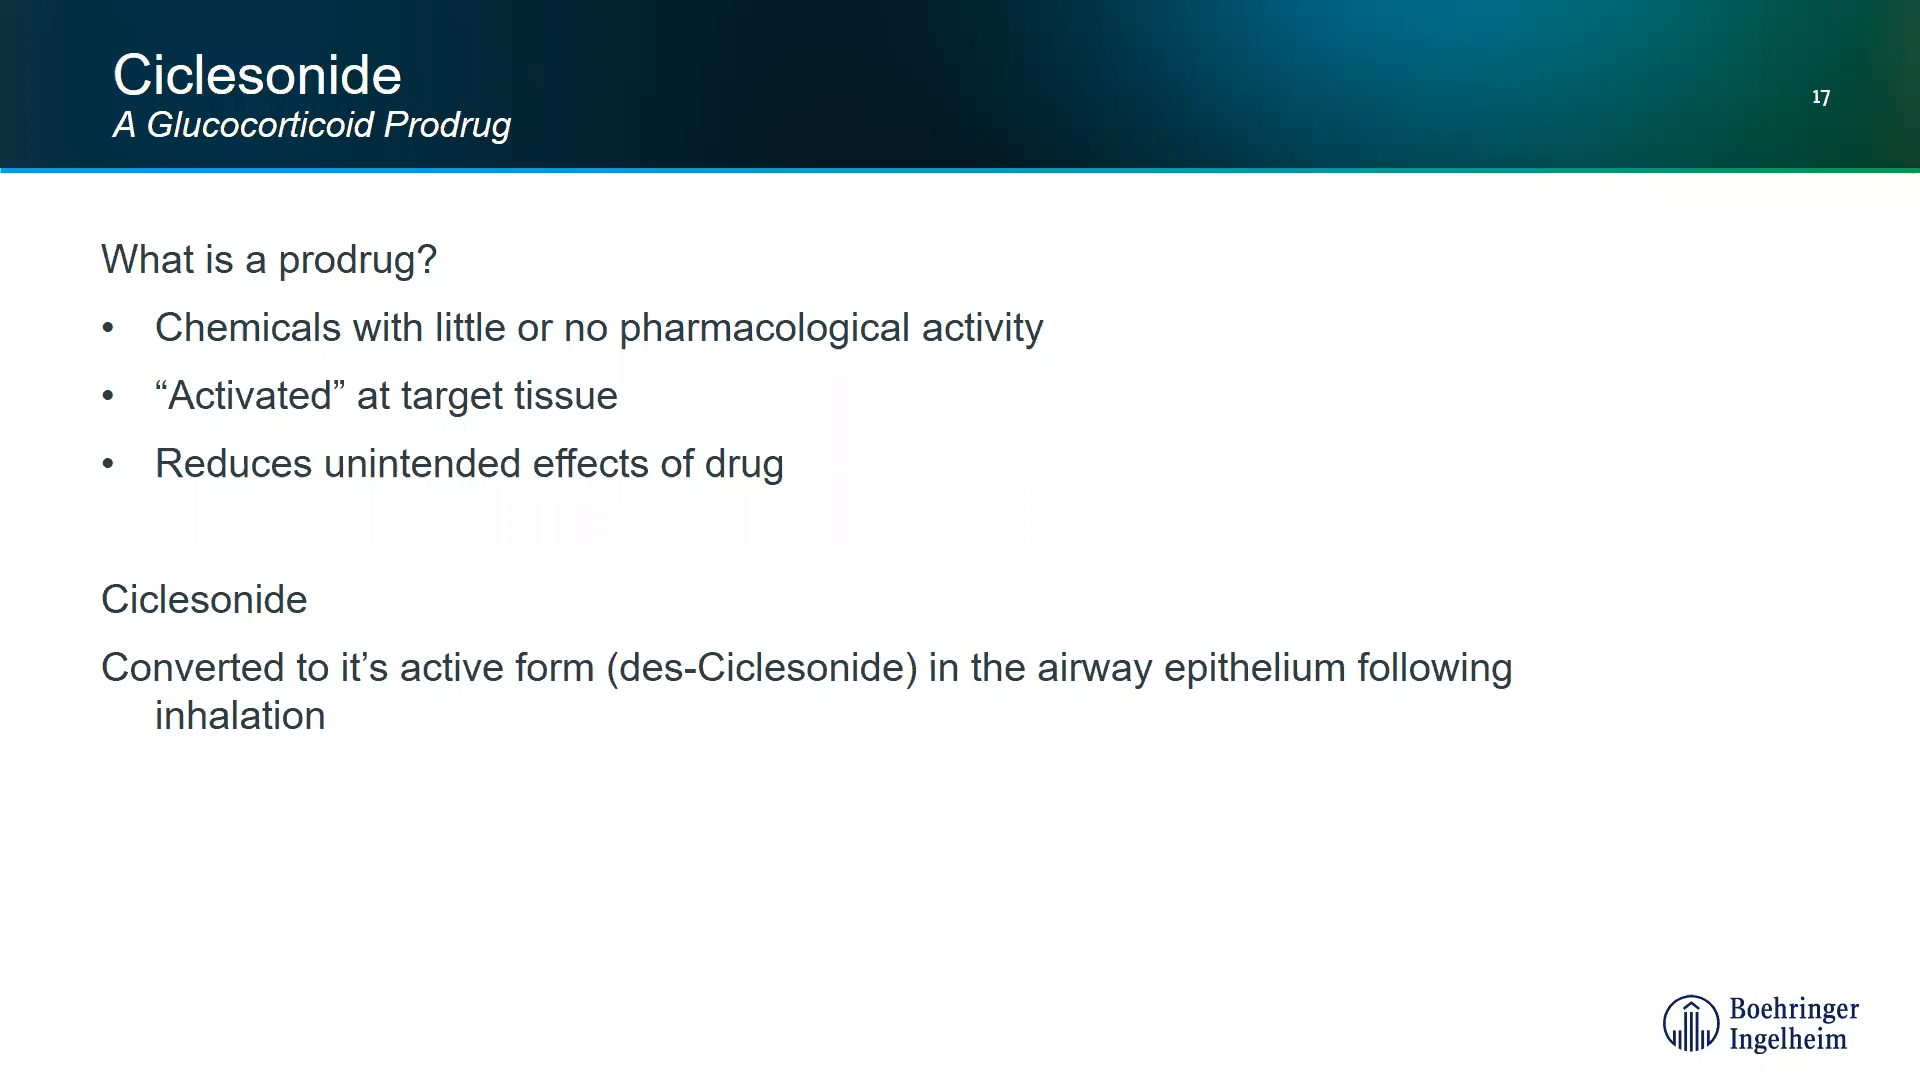 Ciclesonide
A Glucocorticoid Prodrug
17
What is a prodrug?
• Chemicals with little or no pharmacological activity
• “Activated” at target tissue
• Reduces unintended effects of drug
Ciclesonide
Converted to it’s active form (des-Ciclesonide) in the airway epithelium following
inhalation
Boehringer
Ingelheim